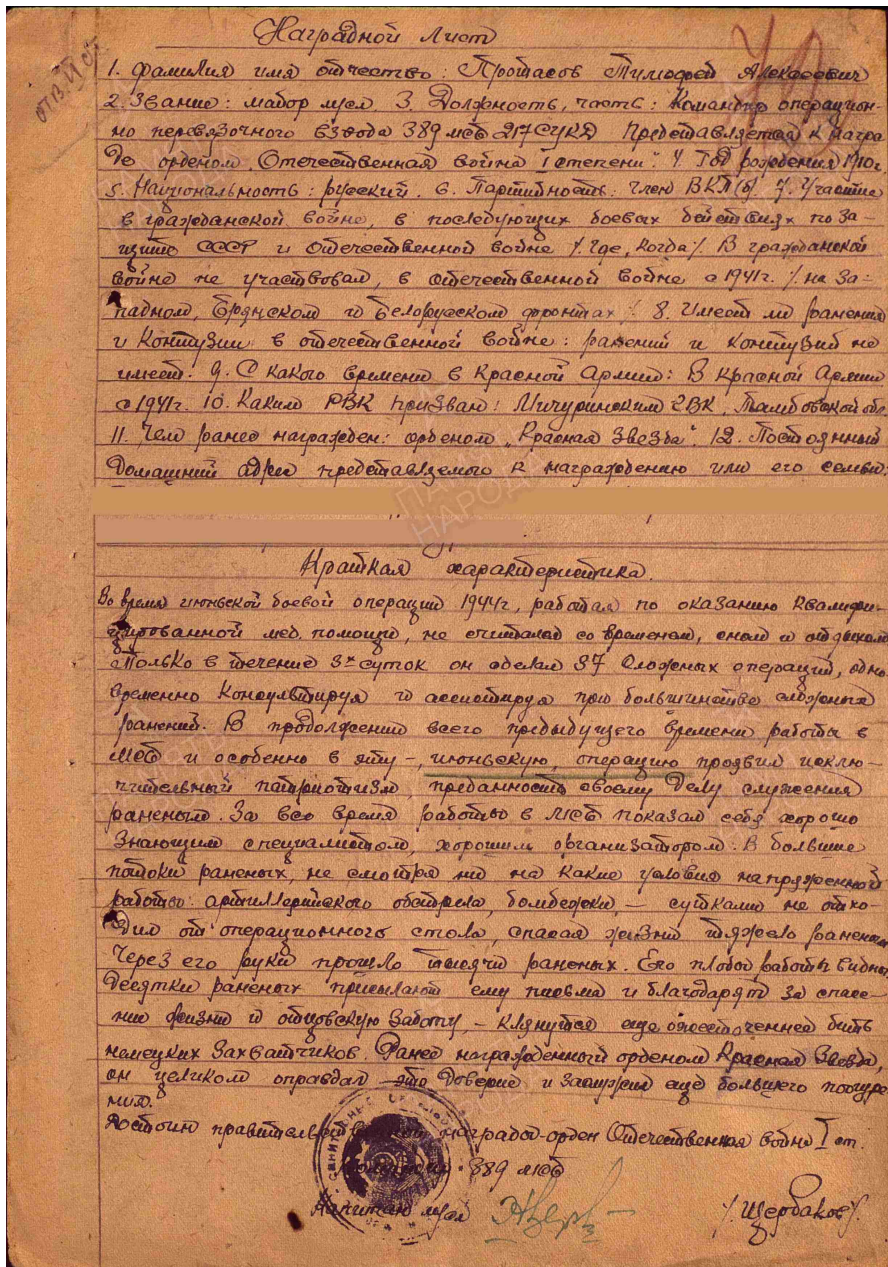 Наградной Лист
отв. II ст.
1. Фамилия имя отчество: Протасов Тимофей Алексеевич
2. Звание: майор м/сл 3. Должность, часть: Командир операцион-
но перевязочного взвода 389 мсб 217 СУКД Представляется к награ
де орденом „Отечественная война I степени". 4. Год рождения 1910 г.
5. Национальность: русский. 6. Партийность: член ВКП(б) 7. Участие
в гражданской войне, в последующих боевых действиях по за-
щите СССР и отечественной войне /. где, когда/. В гражданской
войне не участвовал, в отечественной войне с 1941 г. /. на За-
падном, Брянском и Белорусском фронтах /. 8. Имеет ли ранения
и контузии в отечественной войне: ранений и контузий не
имеет. 9. С какого времени в Красной Армии: В Красной Армии
с 1941 г. 10. Каким РВК призван: Мичуринским ГВК, Тамбовской обл.
11. Чем ранее награжден: орденом „Красная Звезда". 12. Постоянный
домашний адрес представляемого к награждению или его семьи:
Краткая характеристика.
Во время июньской боевой операции 1944 г, работая по оказанию квалифи-
цированной мед. помощи, не считался со временем, сном и отдыхом
Только в течение 3х суток он сделал 37 сложных операций, одно
временно консультируя и ассистируя при большинстве сложных
ранений. В продолжении всего предыдущего времени работы в
МСБ и особенно в эту-, июньскую, операцию проявил исклю-
чительный патриотизм, преданность своему делу служения
раненым. За все время работы в МСБ показал себя хорошо
знающим специалистом, хорошим организатором. В большие
потоки раненых, не смотря ни на какие условия напряженной
работы: артиллерийского обстрела, бомбежки, – сутками не отхо-
дил от операционного стола, спасая жизни тяжело раненым
Через его руки прошло тысячи раненых. Его плоды работы видны
десятки раненых присылают ему письма и благодарят за спасе-
ние жизни и отцовскую заботу, – клянутся еще ожесточенней бить
немецких захватчиков. Ранее награжденный орденом Красная Звезда,
он целиком оправдал это доверие и заслужил еще большего поощре
ния.
Достоин правительственной награды-орден Отечественная война I ст.
389 мсб
Капитан м/сл /. Щербаков /.